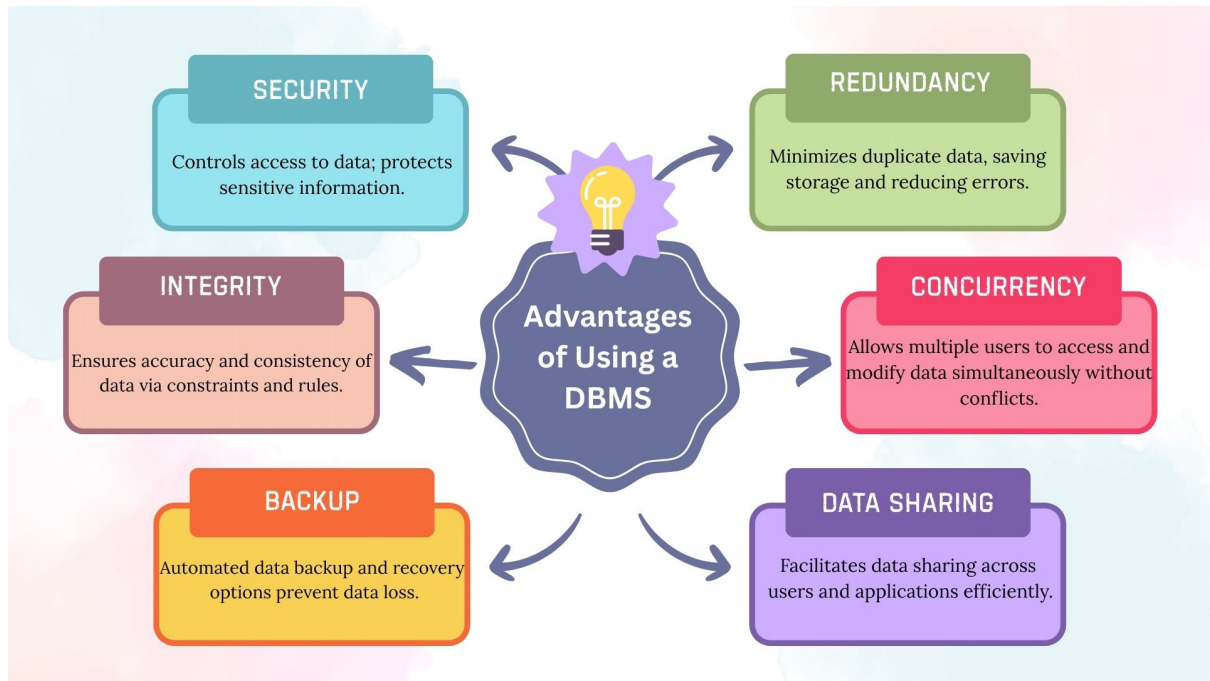 SECURITY
Controls access to data; protects
sensitive information.
REDUNDANCY
Minimizes duplicate data, saving
storage and reducing errors.
INTEGRITY
Ensures accuracy and consistency of
data via constraints and rules.
Advantages
of Using a
DBMS
CONCURRENCY
Allows multiple users to access and
modify data simultaneously without
conflicts.
BACKUP
Automated data backup and recovery
options prevent data loss.
DATA SHARING
Facilitates data sharing across
users and applications efficiently.